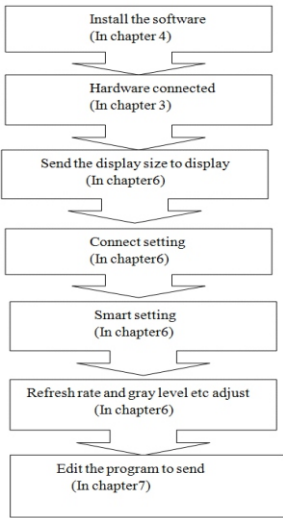 Install the software
(In chapter 4)
Hardware connected
(In chapter 3)
Send the display size to display
(In chapter6)
Connect setting
(In chapter6)
Smart setting
(In chapter6)
Refresh rate and gray level etc adjust
(In chapter6)
Edit the program to send
(In chapter7)